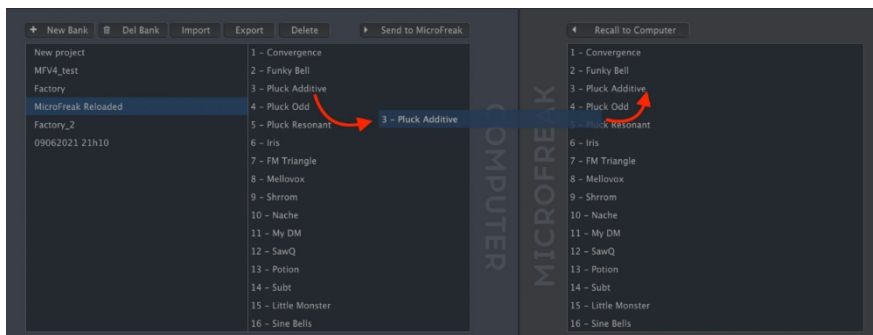 + New Bank Del Bank Import Export Delete Send to MicroFreak
New project
MFV4_test
Factory
MicroFreak Reloaded
Factory_2
09062021 21h10
1 - Convergence
2 - Funky Bell
3 - Pluck Additive
4 - Pluck Odd
5 - Pluck Resonant
6 - Iris
7 - FM Triangle
8 - Mellovox
9 - Shrrom
10 - Nache
11 - My DM
12 - SawQ
13 - Potion
14 - Subt
15 - Little Monster
16 - Sine Bells
3 - Pluck Additive
COMPUTER
MICROFREAK
Recall to Computer
1 - Convergence
2 - Funky Bell
3 - Pluck Additive
4 - Pluck Odd
5 - Pluck Resonant
6 - Iris
7 - FM Triangle
8 - Mellovox
9 - Shrrom
10 - Nache
11 - My DM
12 - SawQ
13 - Potion
14 - Subt
15 - Little Monster
16 - Sine Bells